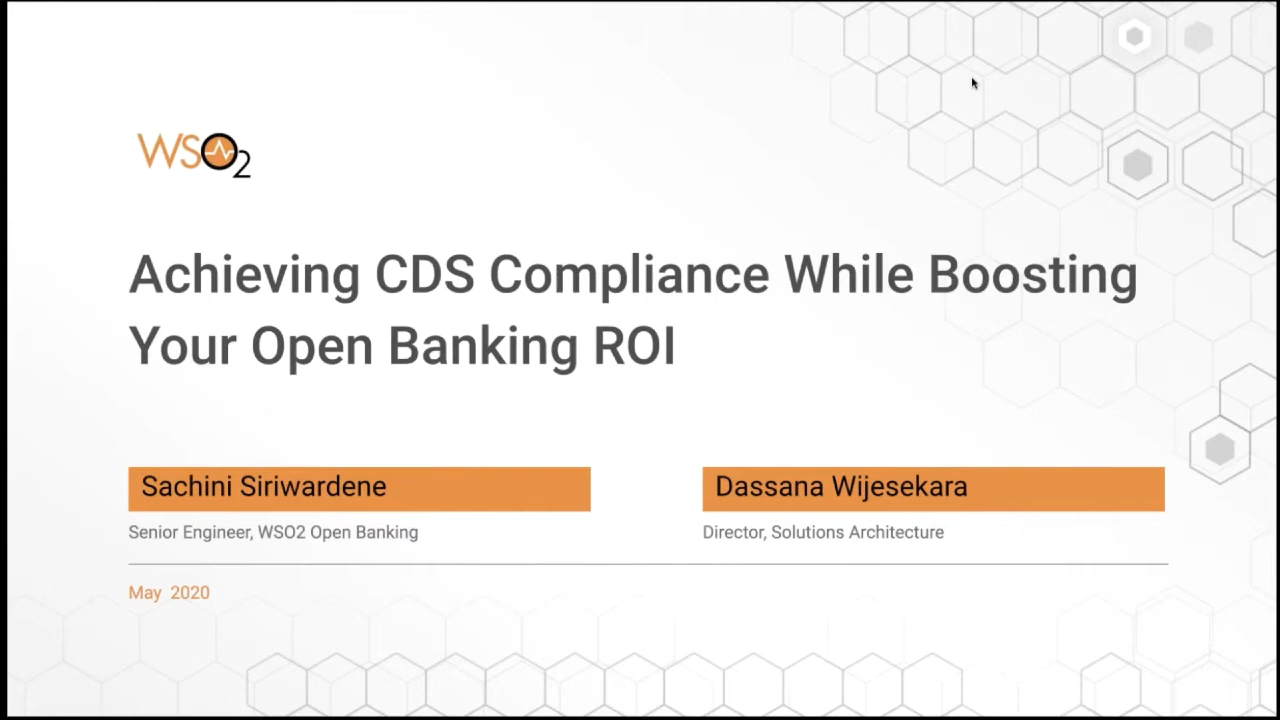 WSO2
Achieving CDS Compliance While Boosting
Your Open Banking ROI
Sachini Siriwardene
Dassana Wijesekara
Senior Engineer, WSO2 Open Banking
Director, Solutions Architecture
May 2020